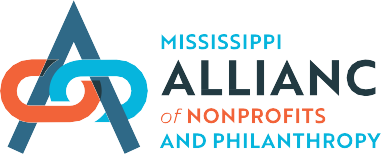 MISSISSIPPI
ALLIANC
of NONPROFITS
AND PHILANTHROPY